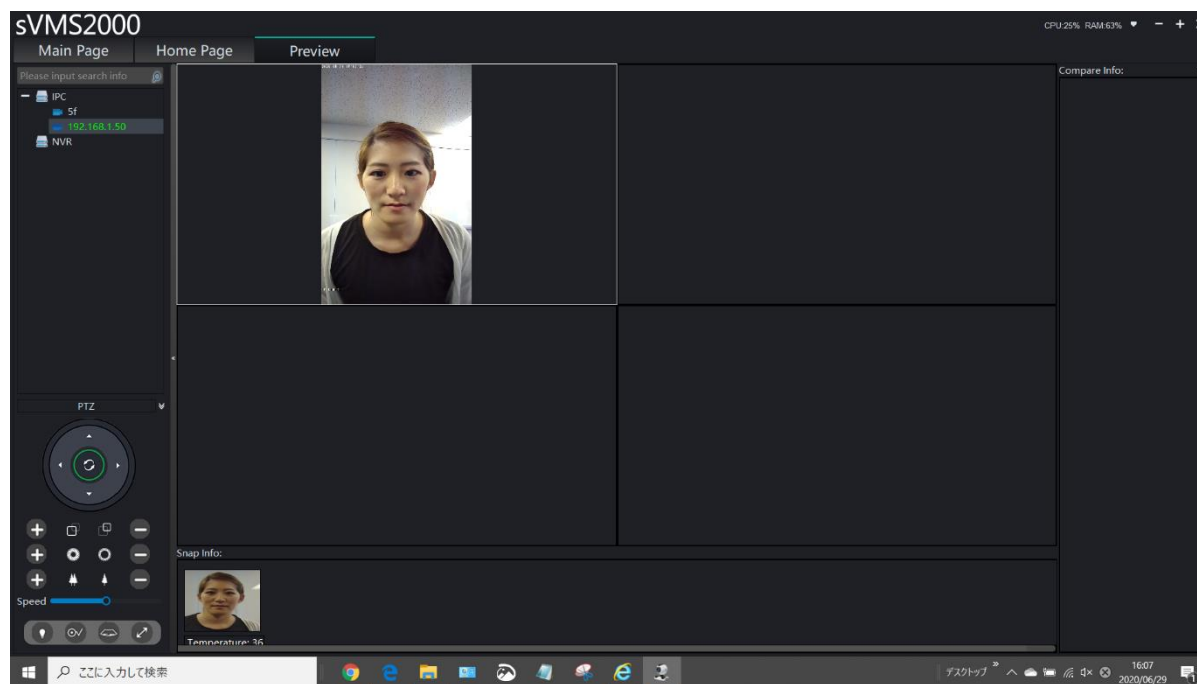 sVMS2000
CPU:25% RAM:63%
Main Page
Home Page
Preview
Please input search info
IPC
5f
192.168.1.50
NVR
Compare Info:
PTZ
Speed
Snap Info:
Temperature: 36
ここに入力して検索
デスクトップ
16:07
2020/06/29